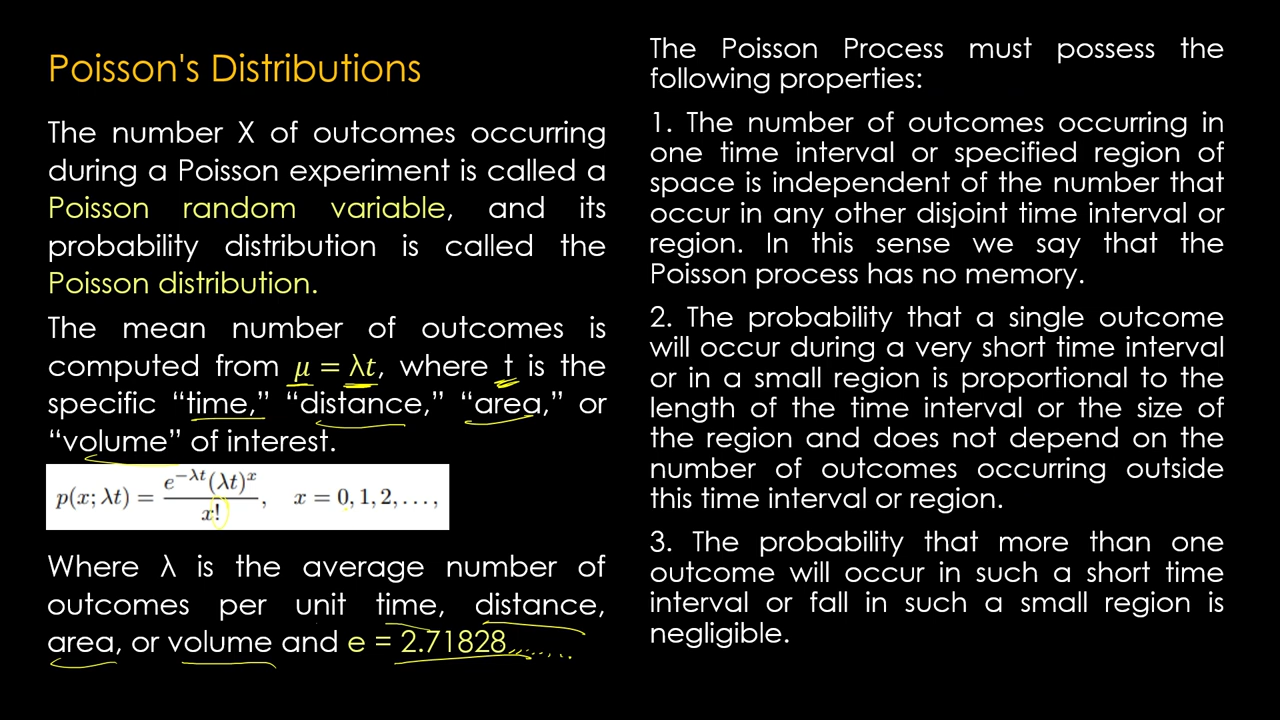 Poisson's Distributions
The number X of outcomes occurring
during a Poisson experiment is called a
Poisson random variable, and its
probability distribution is called the
Poisson distribution.
The mean number of outcomes is
computed from μ = λt, where t is the
specific “time,” “distance,” “area,” or
“volume” of interest.
p(x; λt) = e^{−λt}(λt)^x / x!, x = 0, 1, 2, . . . ,
Where λ is the average number of
outcomes per unit time, distance,
area, or volume and e = 2.71828........
The Poisson Process must possess the
following properties:
1. The number of outcomes occurring in
one time interval or specified region of
space is independent of the number that
occur in any other disjoint time interval or
region. In this sense we say that the
Poisson process has no memory.
2. The probability that a single outcome
will occur during a very short time interval
or in a small region is proportional to the
length of the time interval or the size of
the region and does not depend on the
number of outcomes occurring outside
this time interval or region.
3. The probability that more than one
outcome will occur in such a short time
interval or fall in such a small region is
negligible.